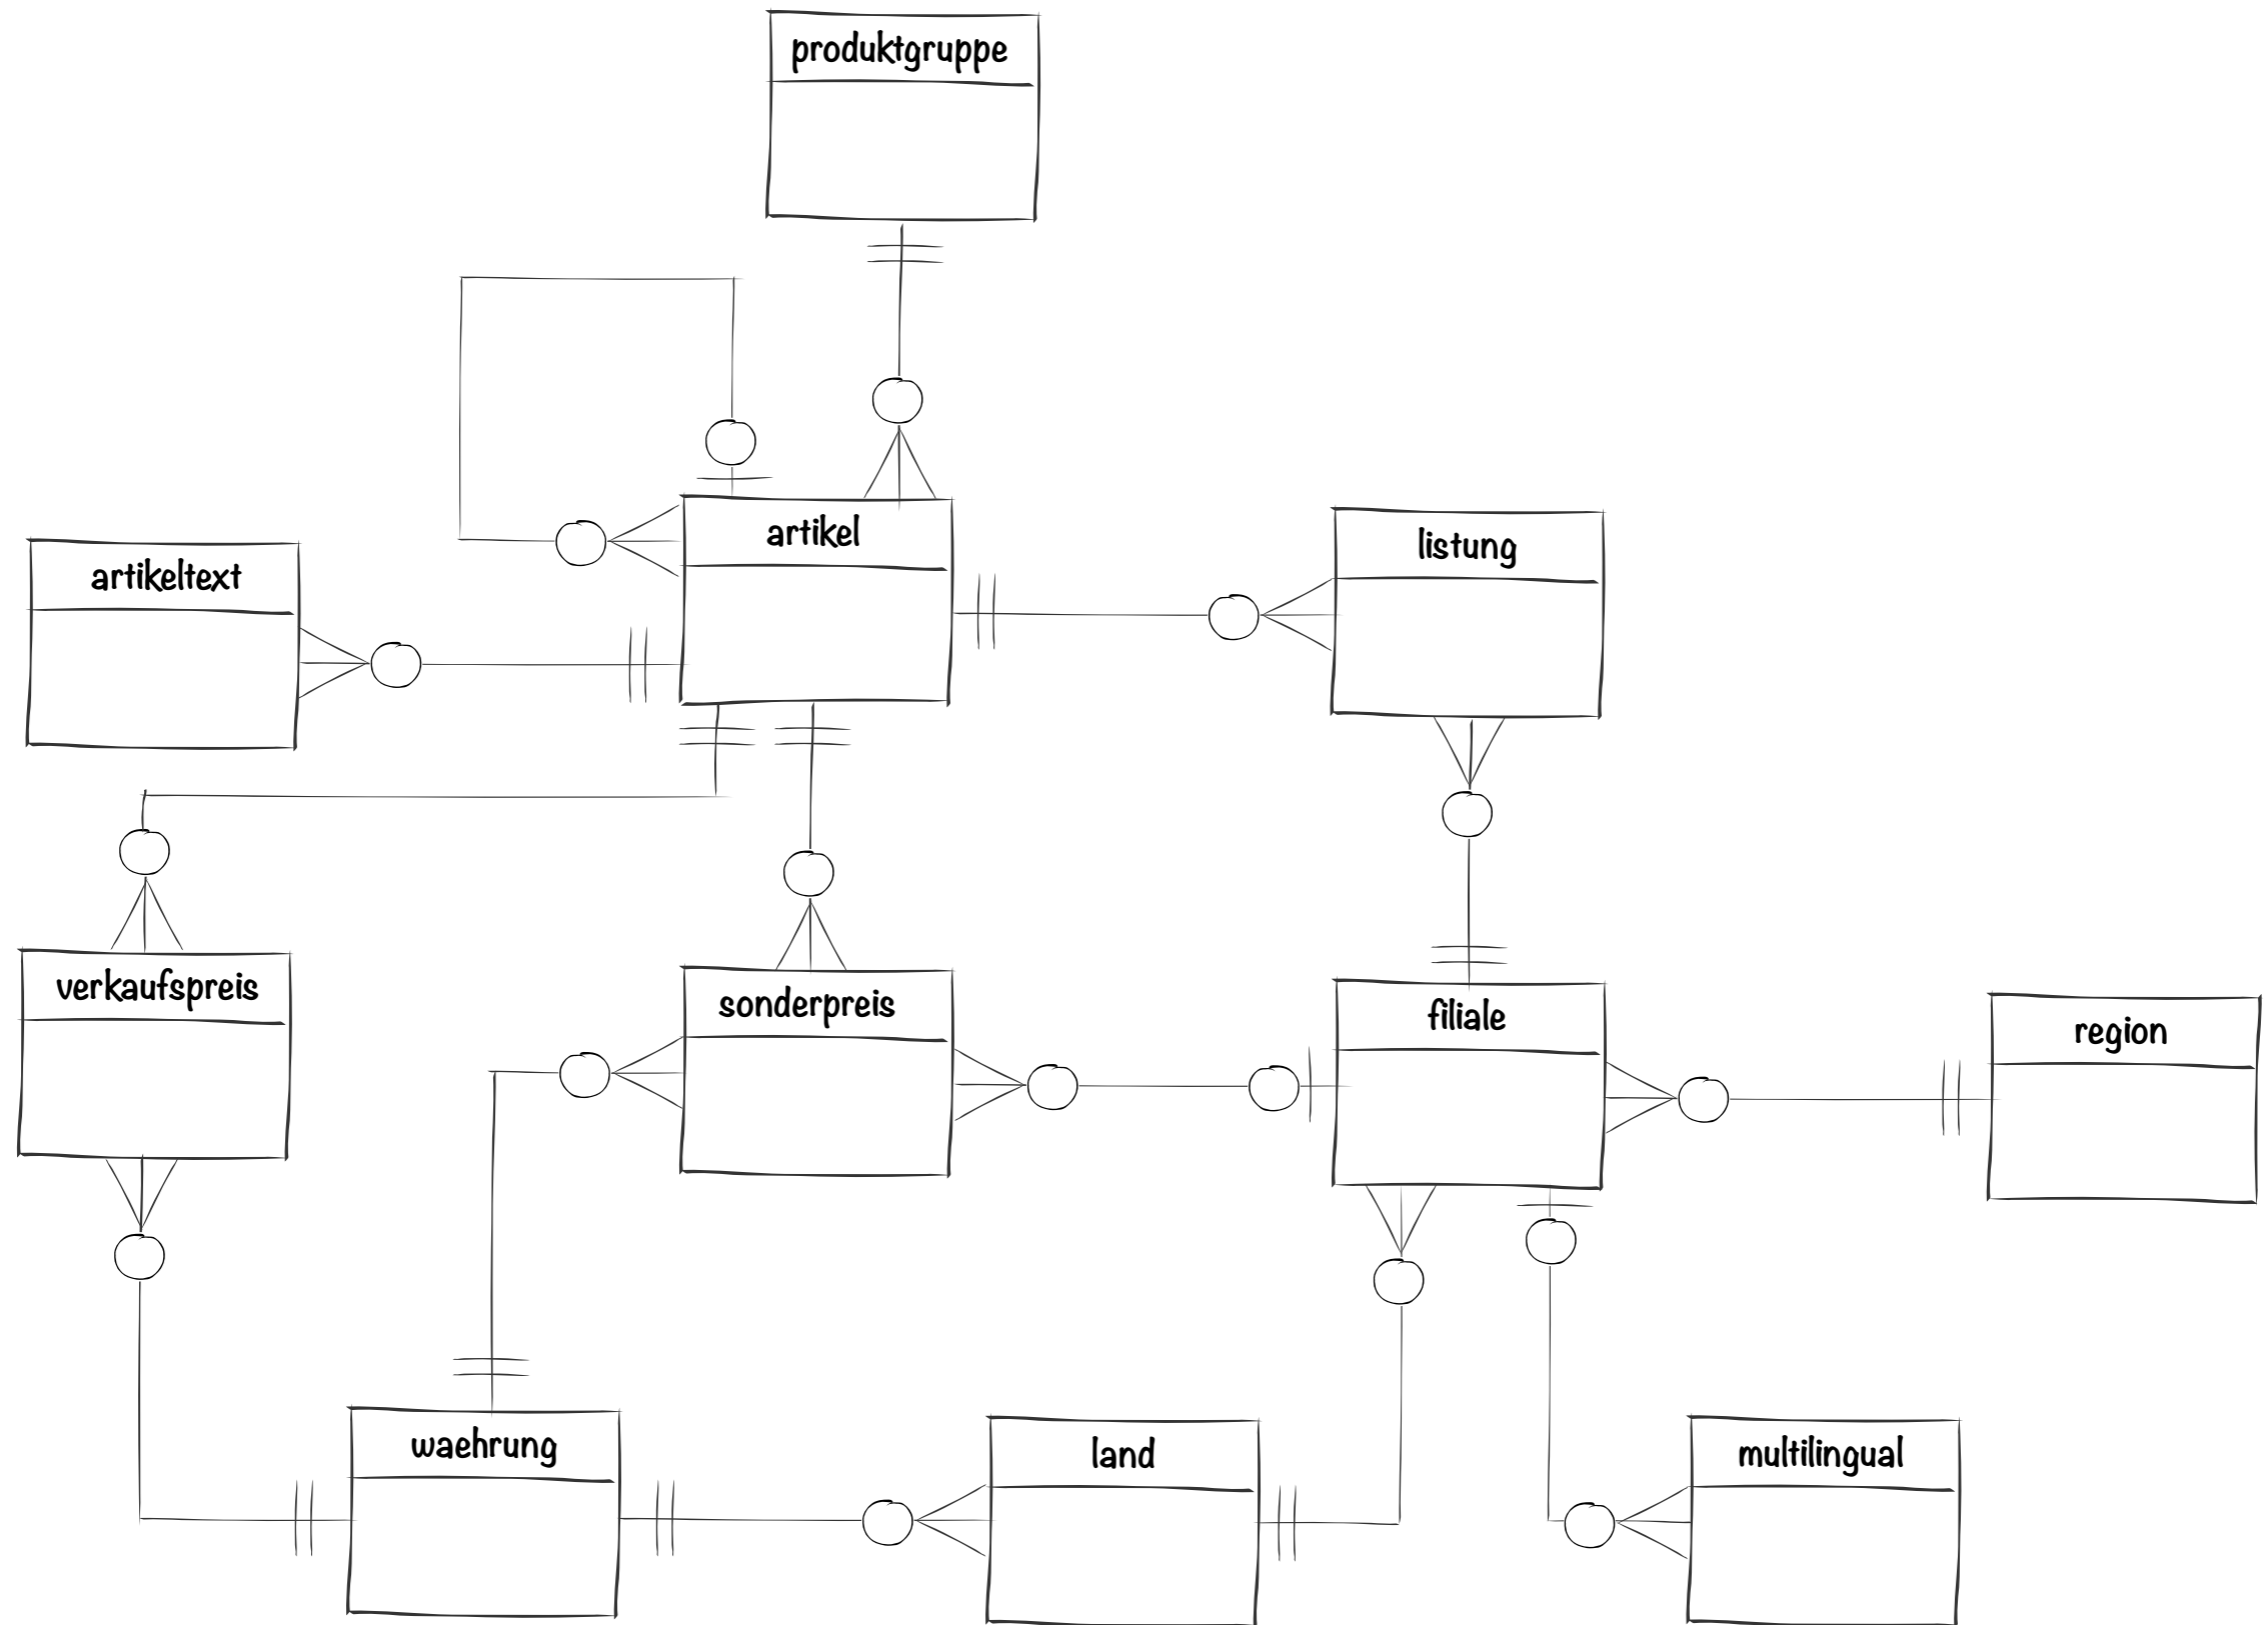 produktgruppe
artikel
listung
artikeltext
verkaufspreis
sonderpreis
filiale
region
waehrung
land
multilingual